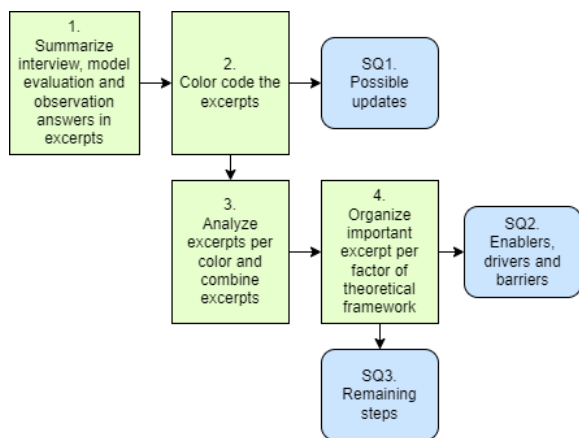 1.
Summarize
interview, model
evaluation and
observation
answers in
excerpts
2.
Color code the
excerpts
SQ1.
Possible
updates
3.
Analyze
excerpts per
color and
combine
excerpts
4.
Organize
important
excerpt per
factor of
theoretical
framework
SQ2.
Enablers,
drivers and
barriers
SQ3.
Remaining
steps